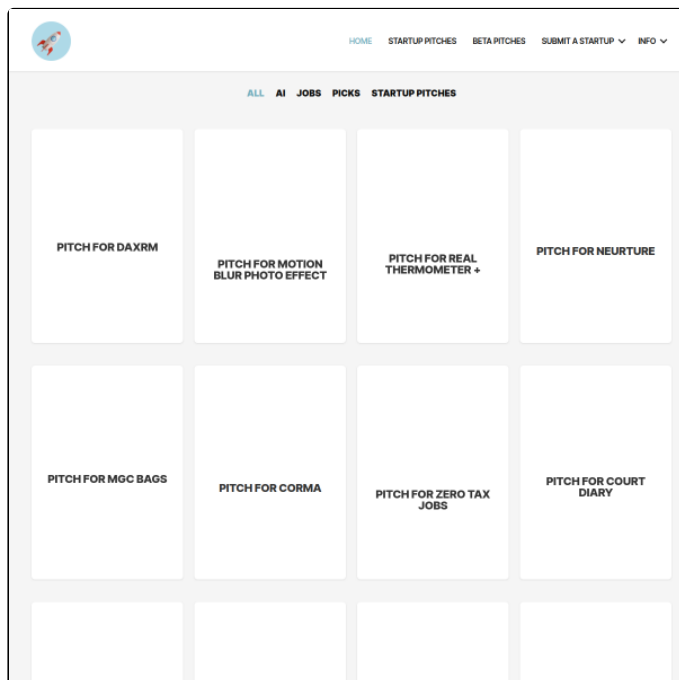 HOME STARTUP PITCHES BETA PITCHES SUBMIT A STARTUP INFO
ALL AI JOBS PICKS STARTUP PITCHES
PITCH FOR DAXRM
PITCH FOR MOTION
BLUR PHOTO EFFECT
PITCH FOR REAL
THERMOMETER +
PITCH FOR NEURTURE
PITCH FOR MGC BAGS
PITCH FOR CORMA
PITCH FOR ZERO TAX
JOBS
PITCH FOR COURT
DIARY